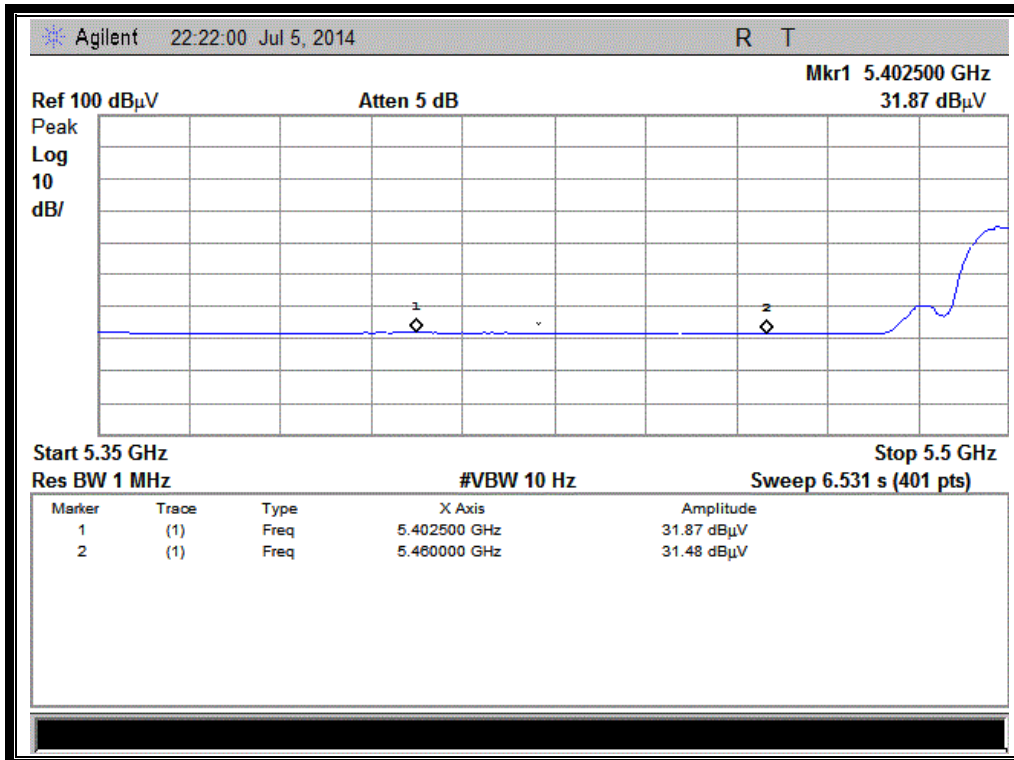 Agilent 22:22:00 Jul 5, 2014 R T
Mkr1 5.402500 GHz
Ref 100 dBµV Atten 5 dB 31.87 dBµV
Peak
Log
10
dB/
1
2
Start 5.35 GHz Stop 5.5 GHz
Res BW 1 MHz #VBW 10 Hz Sweep 6.531 s (401 pts)
Marker Trace Type X Axis Amplitude
1 (1) Freq 5.402500 GHz 31.87 dBµV
2 (1) Freq 5.460000 GHz 31.48 dBµV